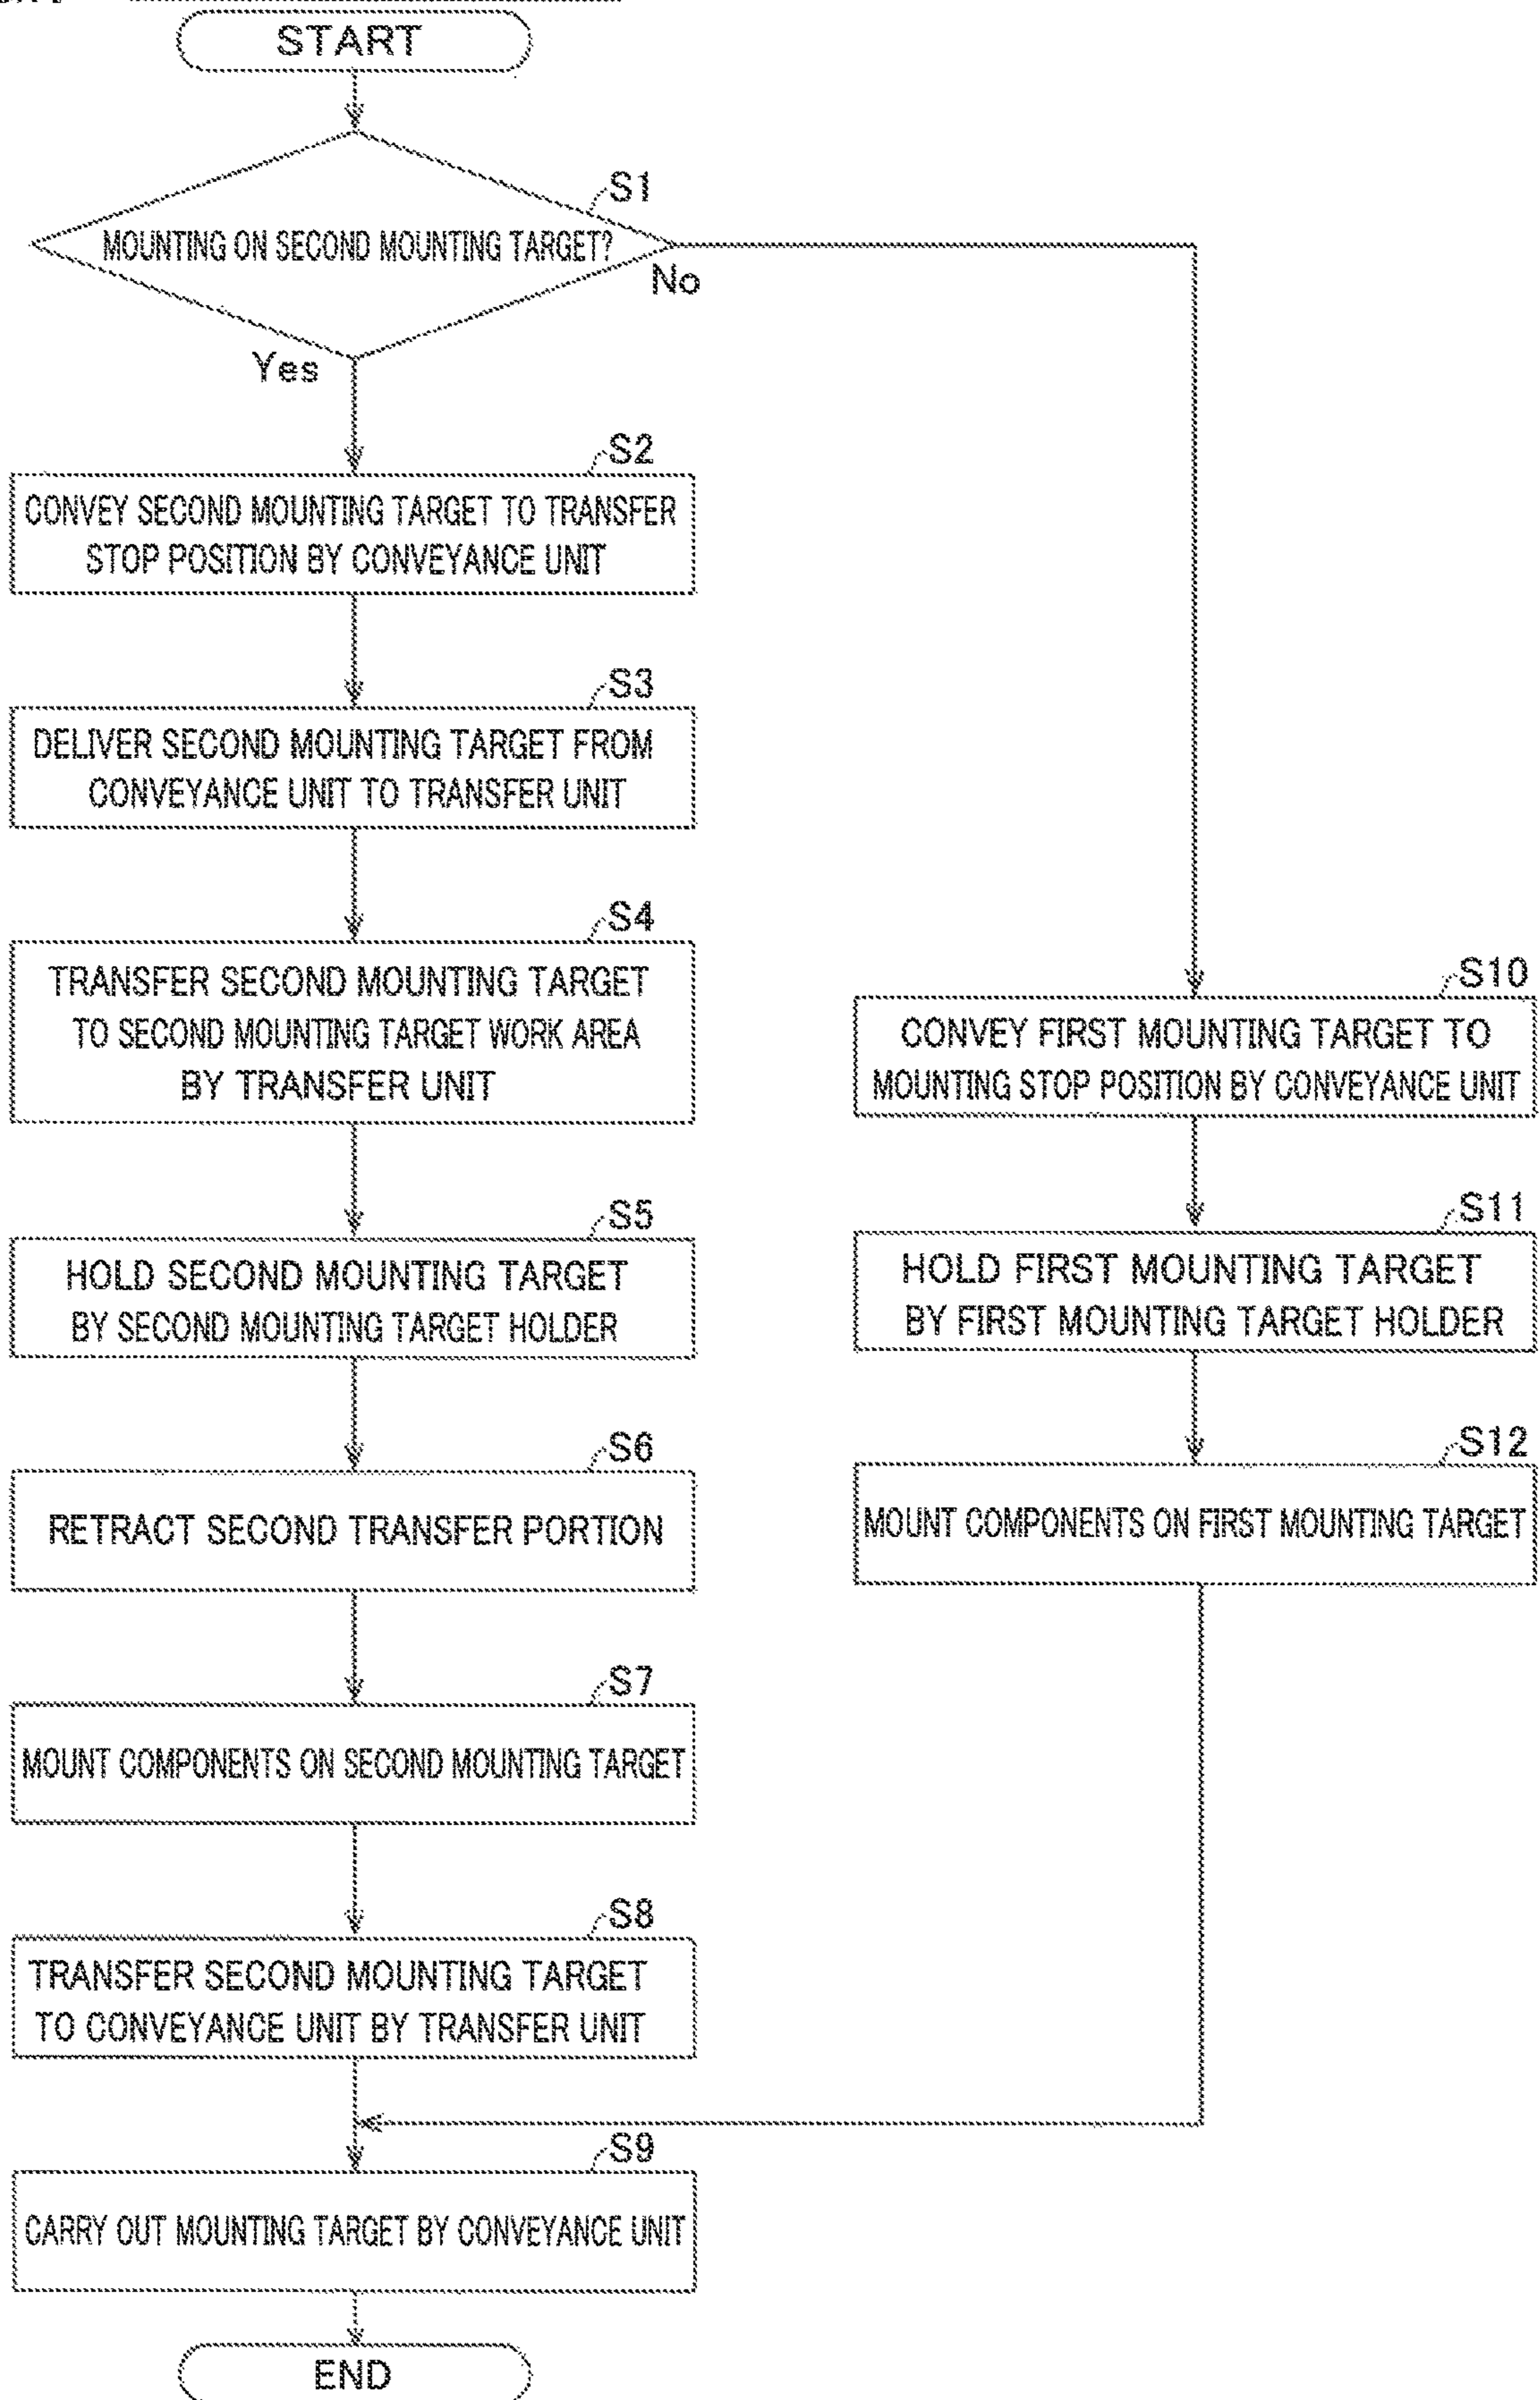 START
S1
MOUNTING ON SECOND MOUNTING TARGET?
No
Yes
S2
CONVEY SECOND MOUNTING TARGET TO TRANSFER
STOP POSITION BY CONVEYANCE UNIT
S3
DELIVER SECOND MOUNTING TARGET FROM
CONVEYANCE UNIT TO TRANSFER UNIT
S4
TRANSFER SECOND MOUNTING TARGET
TO SECOND MOUNTING TARGET WORK AREA
BY TRANSFER UNIT
S5
HOLD SECOND MOUNTING TARGET
BY SECOND MOUNTING TARGET HOLDER
S6
RETRACT SECOND TRANSFER PORTION
S7
MOUNT COMPONENTS ON SECOND MOUNTING TARGET
S8
TRANSFER SECOND MOUNTING TARGET
TO CONVEYANCE UNIT BY TRANSFER UNIT
S10
CONVEY FIRST MOUNTING TARGET TO
MOUNTING STOP POSITION BY CONVEYANCE UNIT
S11
HOLD FIRST MOUNTING TARGET
BY FIRST MOUNTING TARGET HOLDER
S12
MOUNT COMPONENTS ON FIRST MOUNTING TARGET
S9
CARRY OUT MOUNTING TARGET BY CONVEYANCE UNIT
END